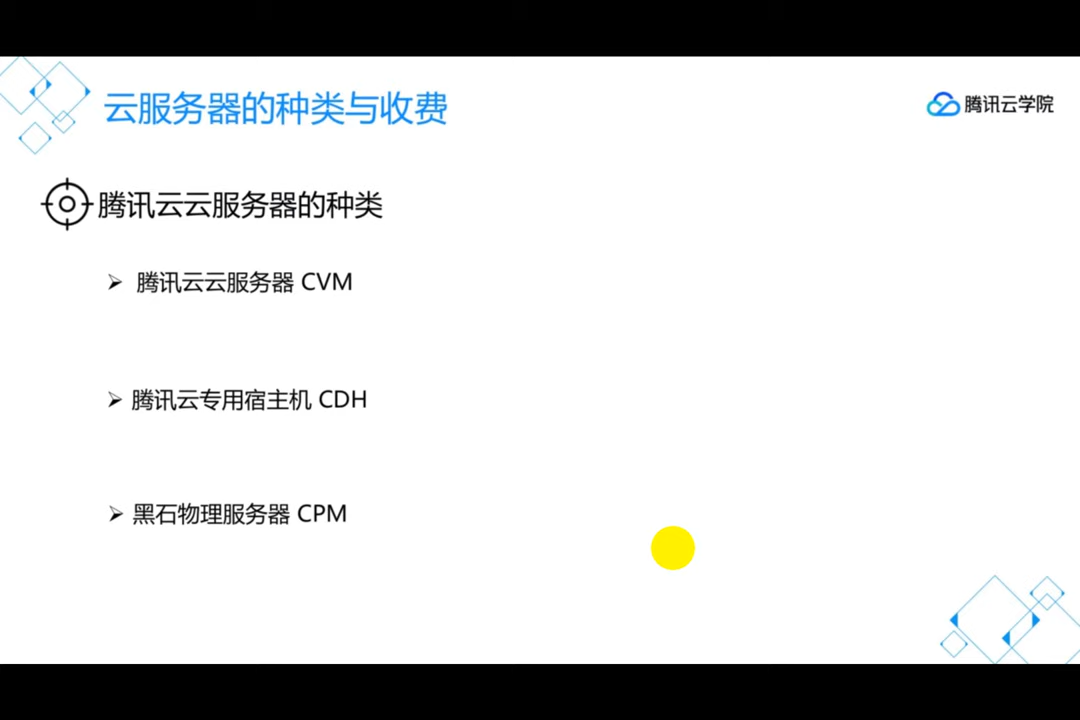 云服务器的种类与收费
腾讯云学院
腾讯云云服务器的种类
腾讯云云服务器 CVM
腾讯云专用宿主机 CDH
黑石物理服务器 CPM